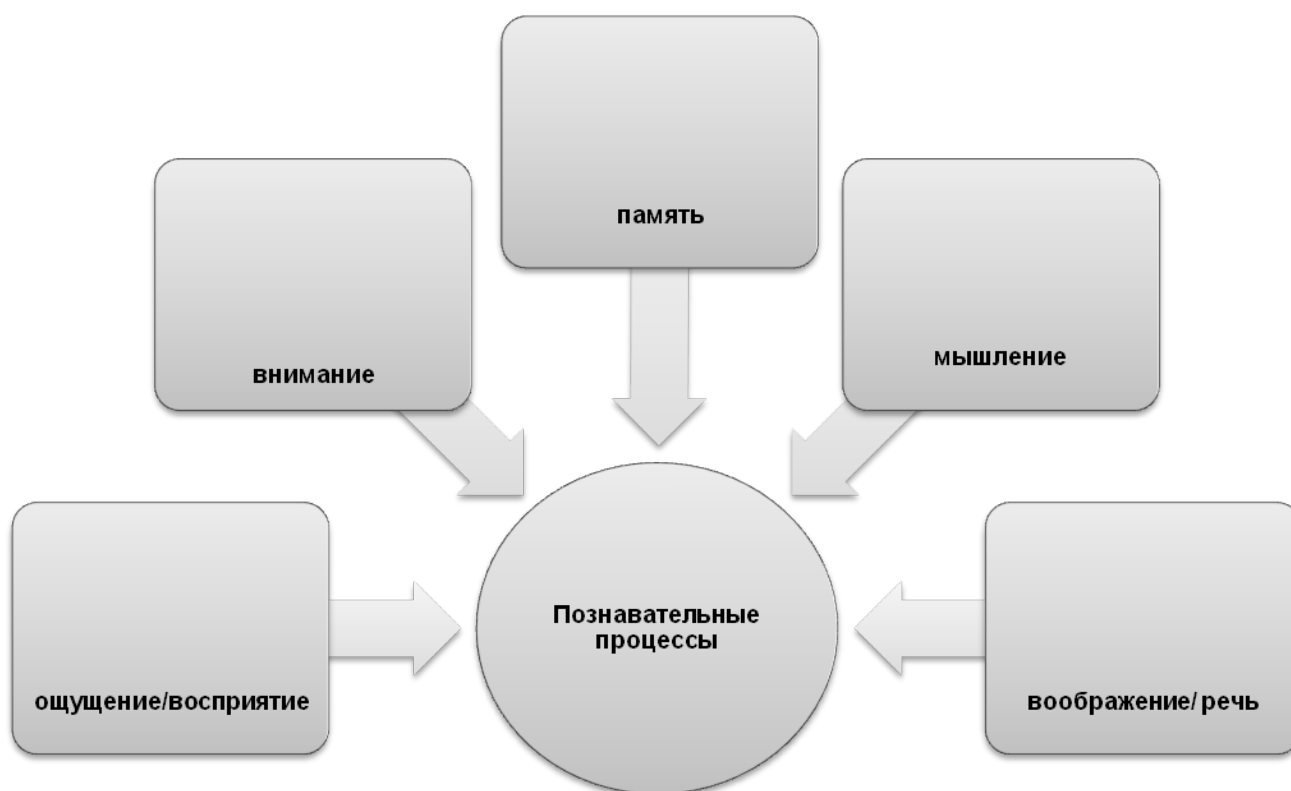 память
внимание
мышление
Познавательные
процессы
ощущение/восприятие
воображение/ речь